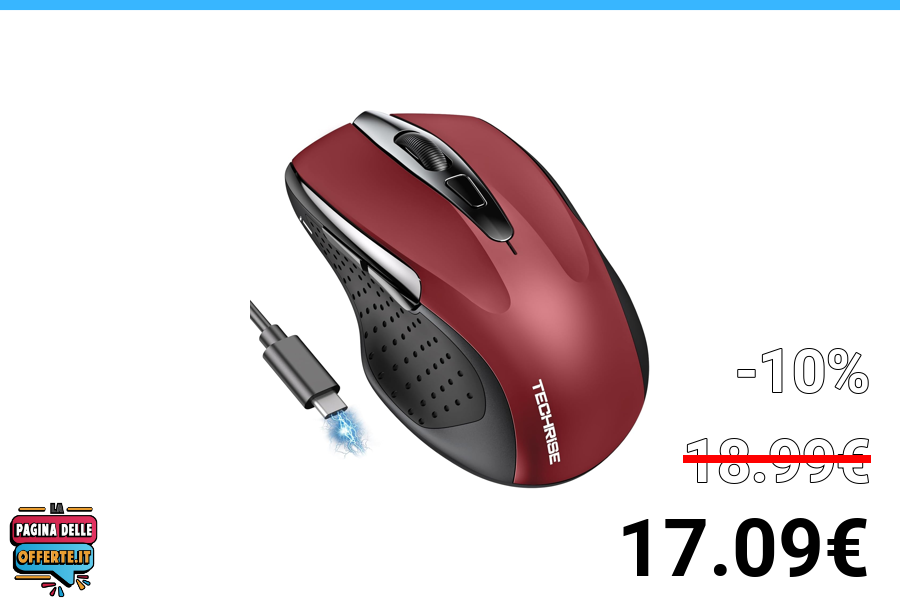 TECHRISE
-10%
18.99€
17.09€
LA
PAGINA DELLE
OFFERTE.IT